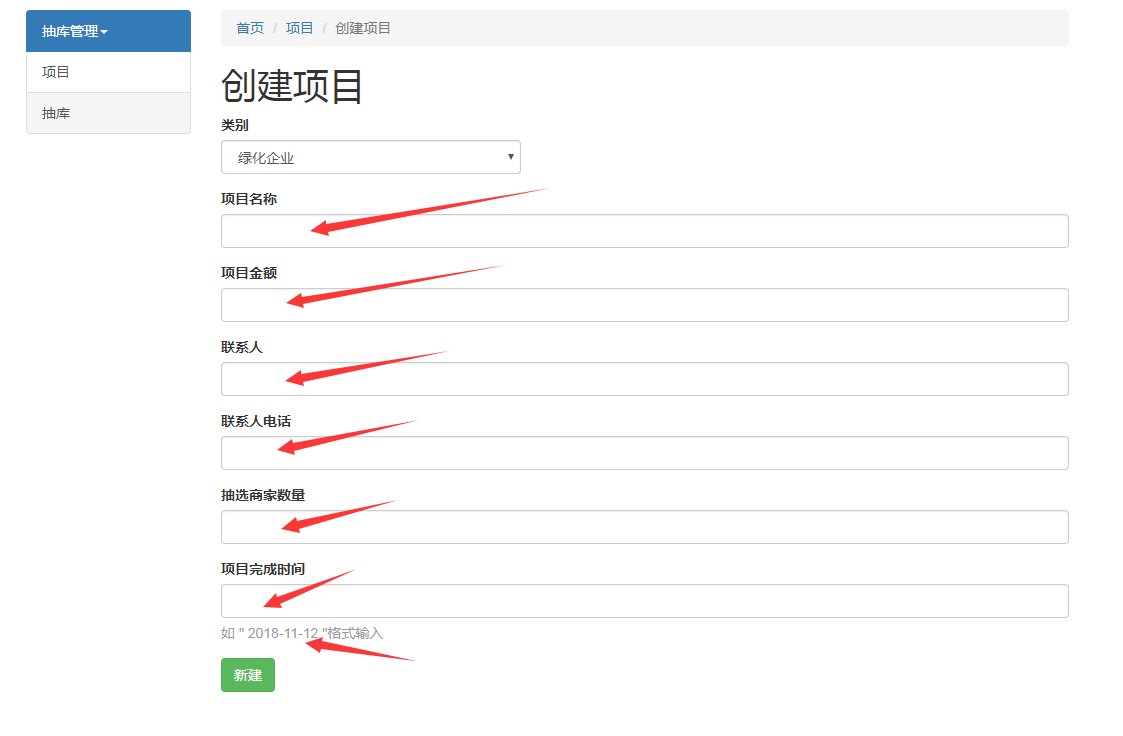 抽库管理
项目
抽库
首页 / 项目 / 创建项目
创建项目
类别
绿化企业
项目名称
项目金额
联系人
联系人电话
抽选商家数量
项目完成时间
如 " 2018-11-12 "格式输入
新建